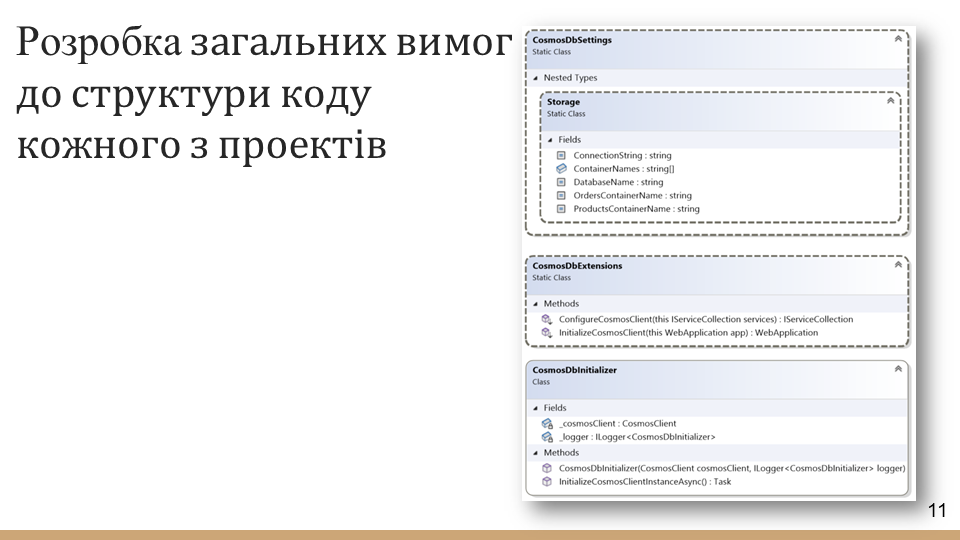 Розробка загальних вимог
до структури коду
кожного з проектів
CosmosDbSettings
Static Class
Nested Types
Storage
Static Class
Fields
ConnectionString : string
ContainerNames : string[]
DatabaseName : string
OrdersContainerName : string
ProductsContainerName : string
CosmosDbExtensions
Static Class
Methods
ConfigureCosmosClient(this IServiceCollection services) : IServiceCollection
InitializeCosmosClient(this WebApplication app) : WebApplication
CosmosDbInitializer
Class
Fields
_cosmosClient : CosmosClient
_logger : ILogger<CosmosDbInitializer>
Methods
CosmosDbInitializer(CosmosClient cosmosClient, ILogger<CosmosDbInitializer> logger)
InitializeCosmosClientInstanceAsync() : Task
11